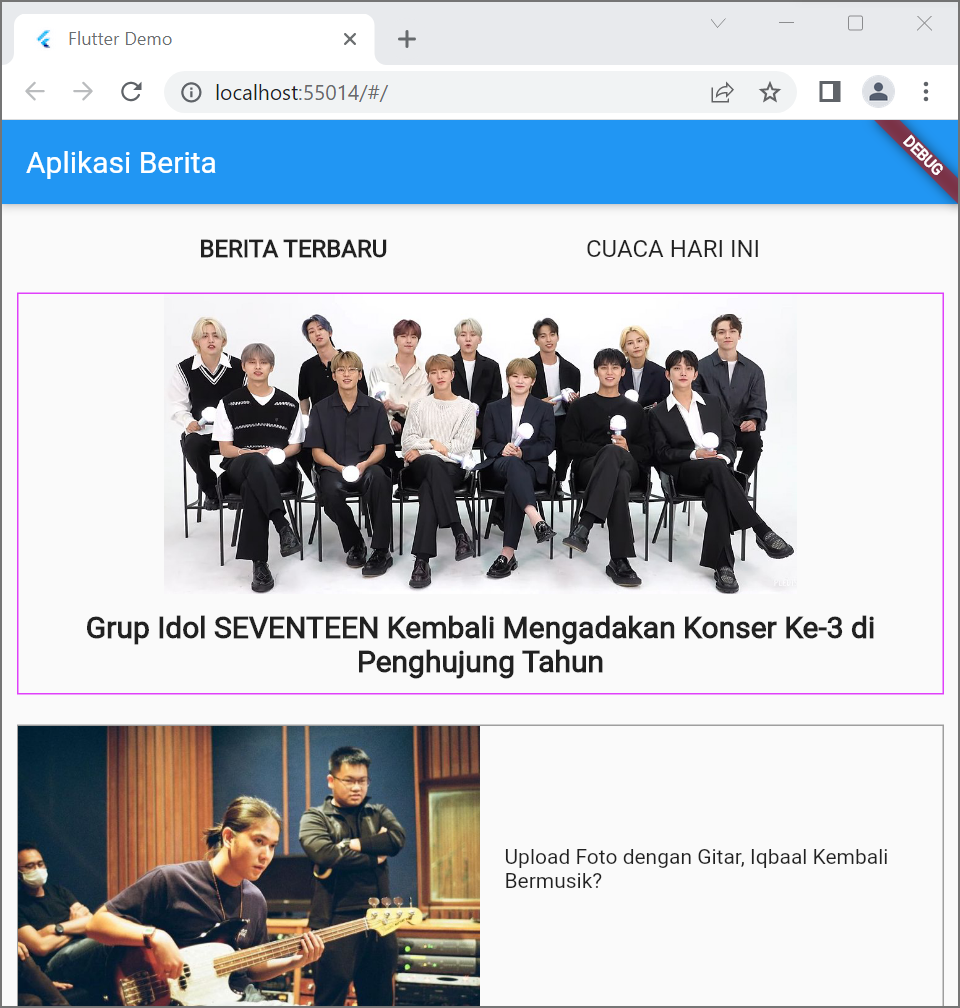 Flutter Demo
localhost:55014/#/
Aplikasi Berita
DEBUG
BERITA TERBARU
CUACA HARI INI
Grup Idol SEVENTEEN Kembali Mengadakan Konser Ke-3 di
Penghujung Tahun
Upload Foto dengan Gitar, Iqbaal Kembali
Bermusik?